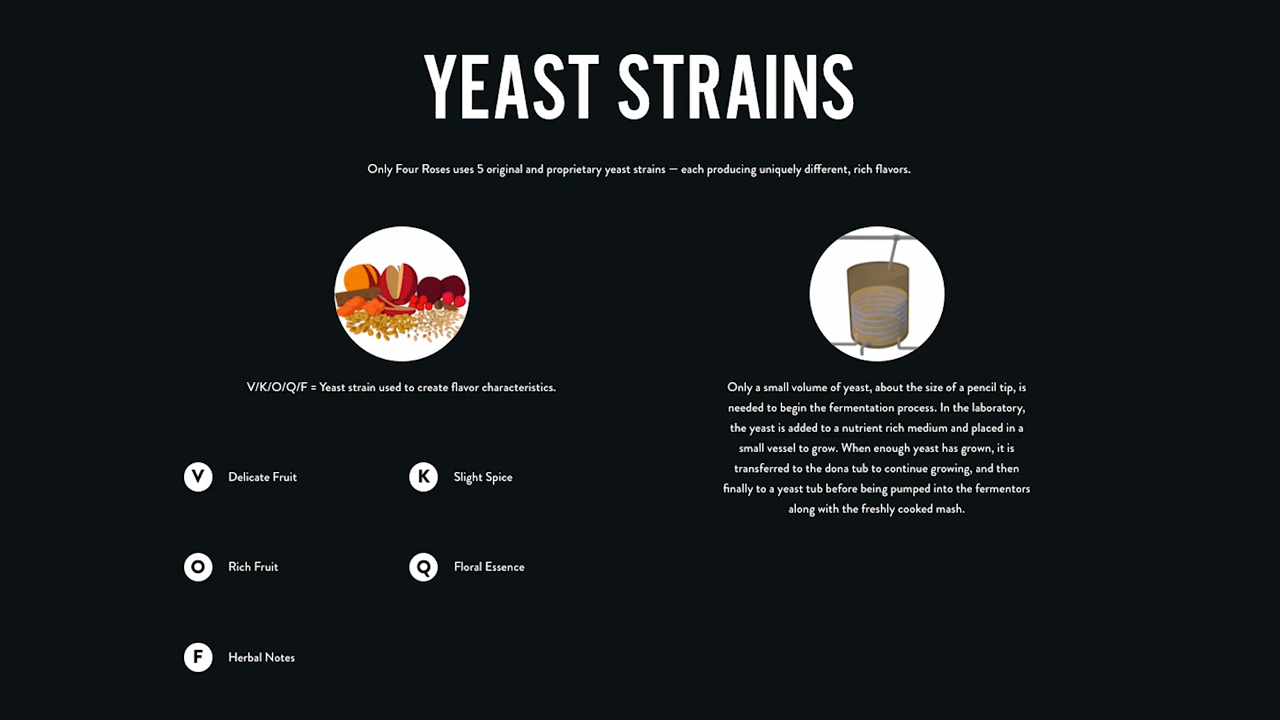 YEAST STRAINS
Only Four Roses uses 5 original and proprietary yeast strains — each producing uniquely different, rich flavors.
V/K/O/Q/F = Yeast strain used to create flavor characteristics.
V Delicate Fruit
K Slight Spice
O Rich Fruit
Q Floral Essence
F Herbal Notes
Only a small volume of yeast, about the size of a pencil tip, is
needed to begin the fermentation process. In the laboratory,
the yeast is added to a nutrient rich medium and placed in a
small vessel to grow. When enough yeast has grown, it is
transferred to the dona tub to continue growing, and then
finally to a yeast tub before being pumped into the fermentors
along with the freshly cooked mash.